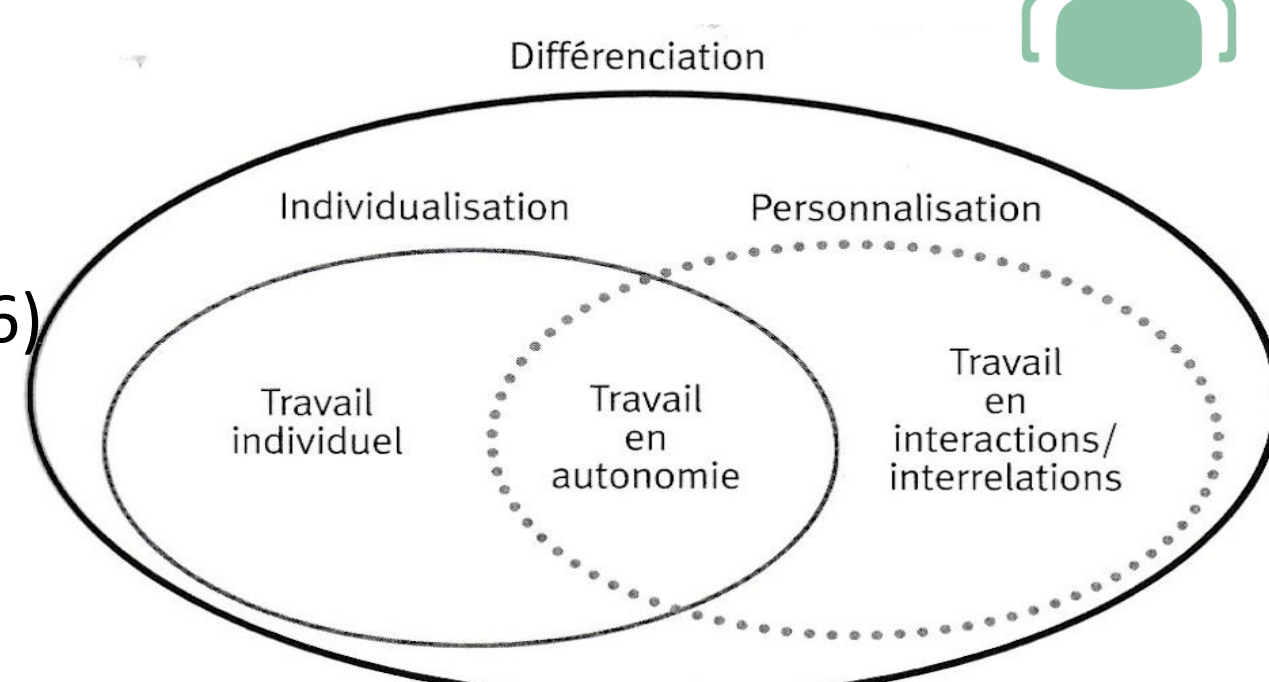 Différenciation
Individualisation
Personnalisation
6)
Travail
individuel
Travail
en
autonomie
Travail
en
interactions/
interrelations